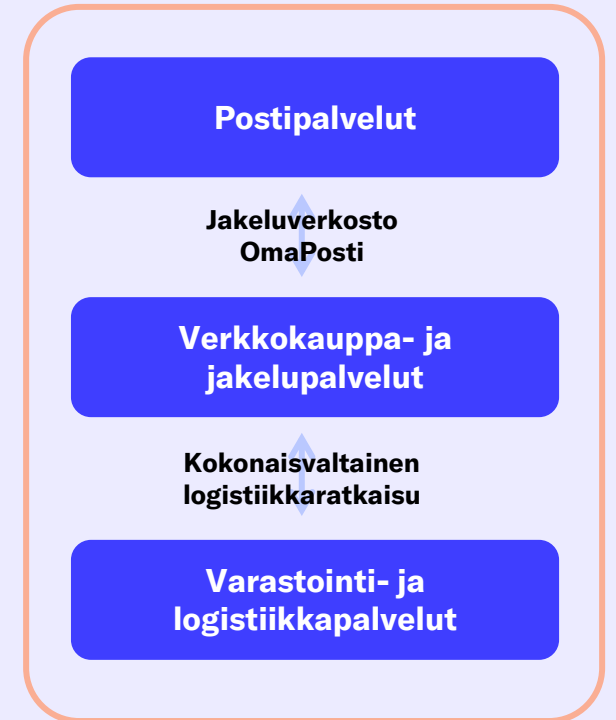 Postipalvelut
Jakeluverkosto
OmaPosti
Verkkokauppa- ja
jakelupalvelut
Kokonaisvaltainen
logistiikkaratkaisu
Varastointi- ja
logistiikkapalvelut